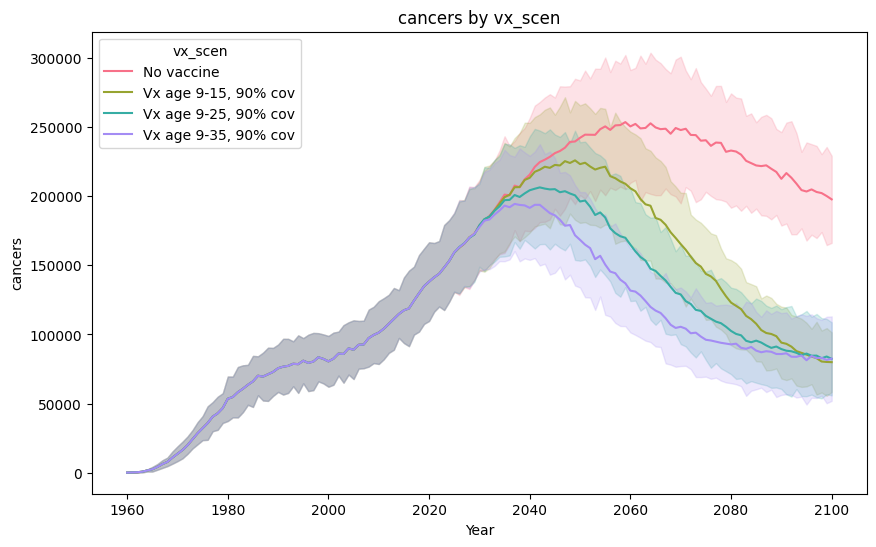 cancers by vx_scen
vx_scen
No vaccine
Vx age 9-15, 90% cov
Vx age 9-25, 90% cov
Vx age 9-35, 90% cov
300000
250000
200000
150000
100000
50000
0
cancers
1960 1980 2000 2020 2040 2060 2080 2100
Year